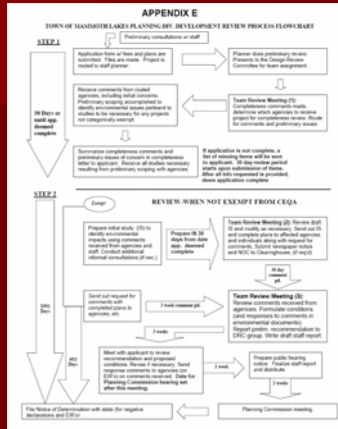 APPENDIX E
TOWN OF MAMMOTH LAKES PLANNING DIV. DEVELOPMENT REVIEW PROCESS FLOWCHART
Preliminary consultations w/ staff
STEP 1
Application form w/ fees and plans are
submitted. Files are made. Project is
routed to staff planner.
Planner does preliminary review.
Presents to the Design Review
Committee for team assignment
30 Days or
until app.
deemed
complete
Receive comments from routed
agencies, including initial concerns.
Preliminary scoping accomplished to
identify environmental issues pertinent to
studies to be necessary for any projects
not categorically exempt.
Team Review Meeting (1):
Completeness comments made,
determine which agencies to receive
project for completeness review. Route
for comments and preliminary issues
Summarize completeness comments and
preliminary issues of concern in completeness
letter to applicant. Receive all studies necessary
resulting from preliminary scoping with agencies.
If application is not complete, a
list of missing items will be sent
to applicant. 30 day review period
starts upon submission of items.
After all info requested is provided,
deem application complete
STEP 2
Exempt
REVIEW-WHEN NOT EXEMPT FROM CEQA
Prepare initial study (IS) to
identify environmental
impacts using comments
received from agencies and
staff. Conduct additional
informal consultations (if nec.)
Prepare IS IN 30
days from date
app. deemed
complete
Team Review Meeting (2): Review draft
IS and modify as necessary. Send out IS
and complete plans to affected agencies and
individuals along with request for
comments. Submit newspaper notice
and NOC to Clearinghouse, (if req'd)
30 day
comment pd.
Days
Send out request for
comments with
completed plans to
agencies, etc.
3 week comment pd.
Team Review Meeting (3):
Review comments received from
agencies. Formulate conditions
(and responses to comments in
environmental documents).
Report prelim. recommendation to
DRC group. Write draft staff report.
3 weeks
Days
Meet with applicant to review
recommendation and proposed
conditions. Revise if necessary. Send
response comments to agencies (on
EIR's) on comments received. Date for
Planning Commission hearing set
after this meeting.
1 week
Prepare public hearing
notice. Finalize staff report
and distribute.
2 weeks
File Notice of Determination with state (for negative
declarations and EIR's)
Planning Commission meeting.